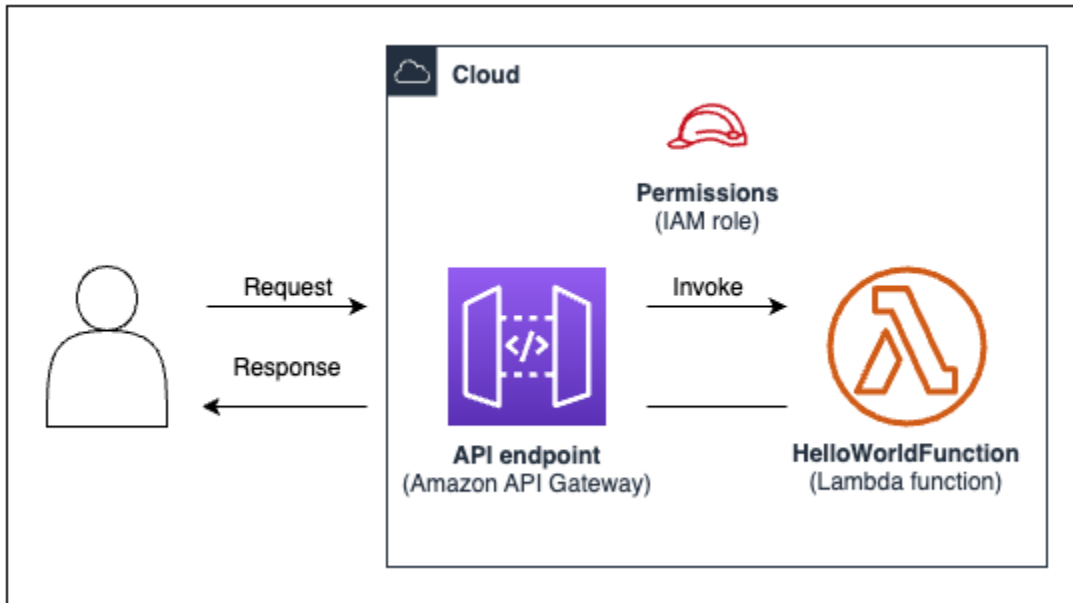 Cloud
Permissions
(IAM role)
Request
Invoke
Response
</>
API endpoint
(Amazon API Gateway)
HelloWorldFunction
(Lambda function)